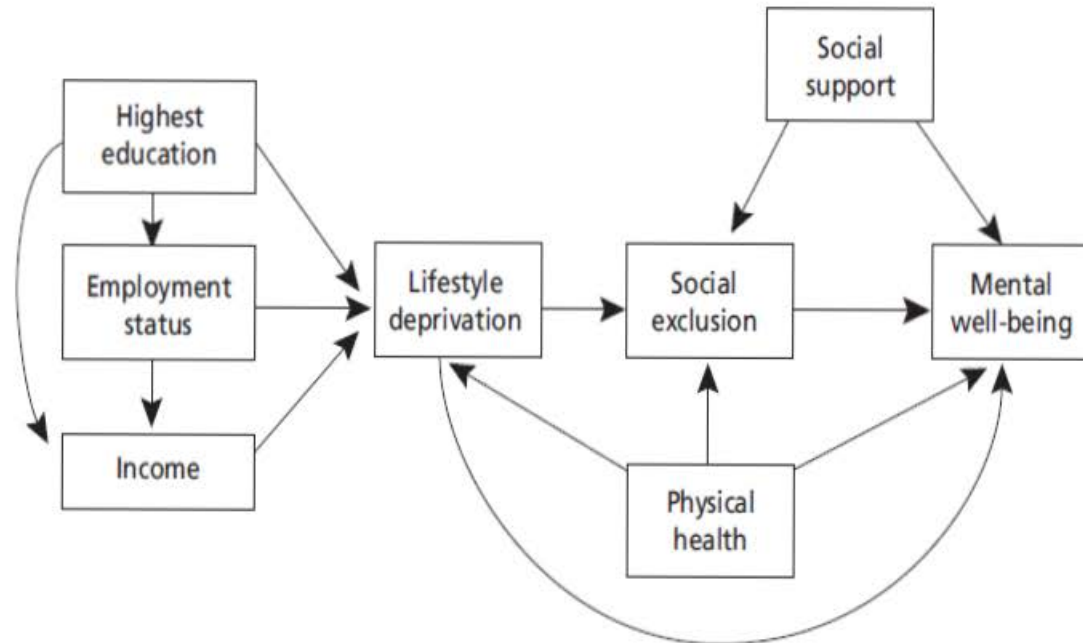 Social
support
Highest
education
Employment
status
Lifestyle
deprivation
Social
exclusion
Mental
well-being
Income
Physical
health